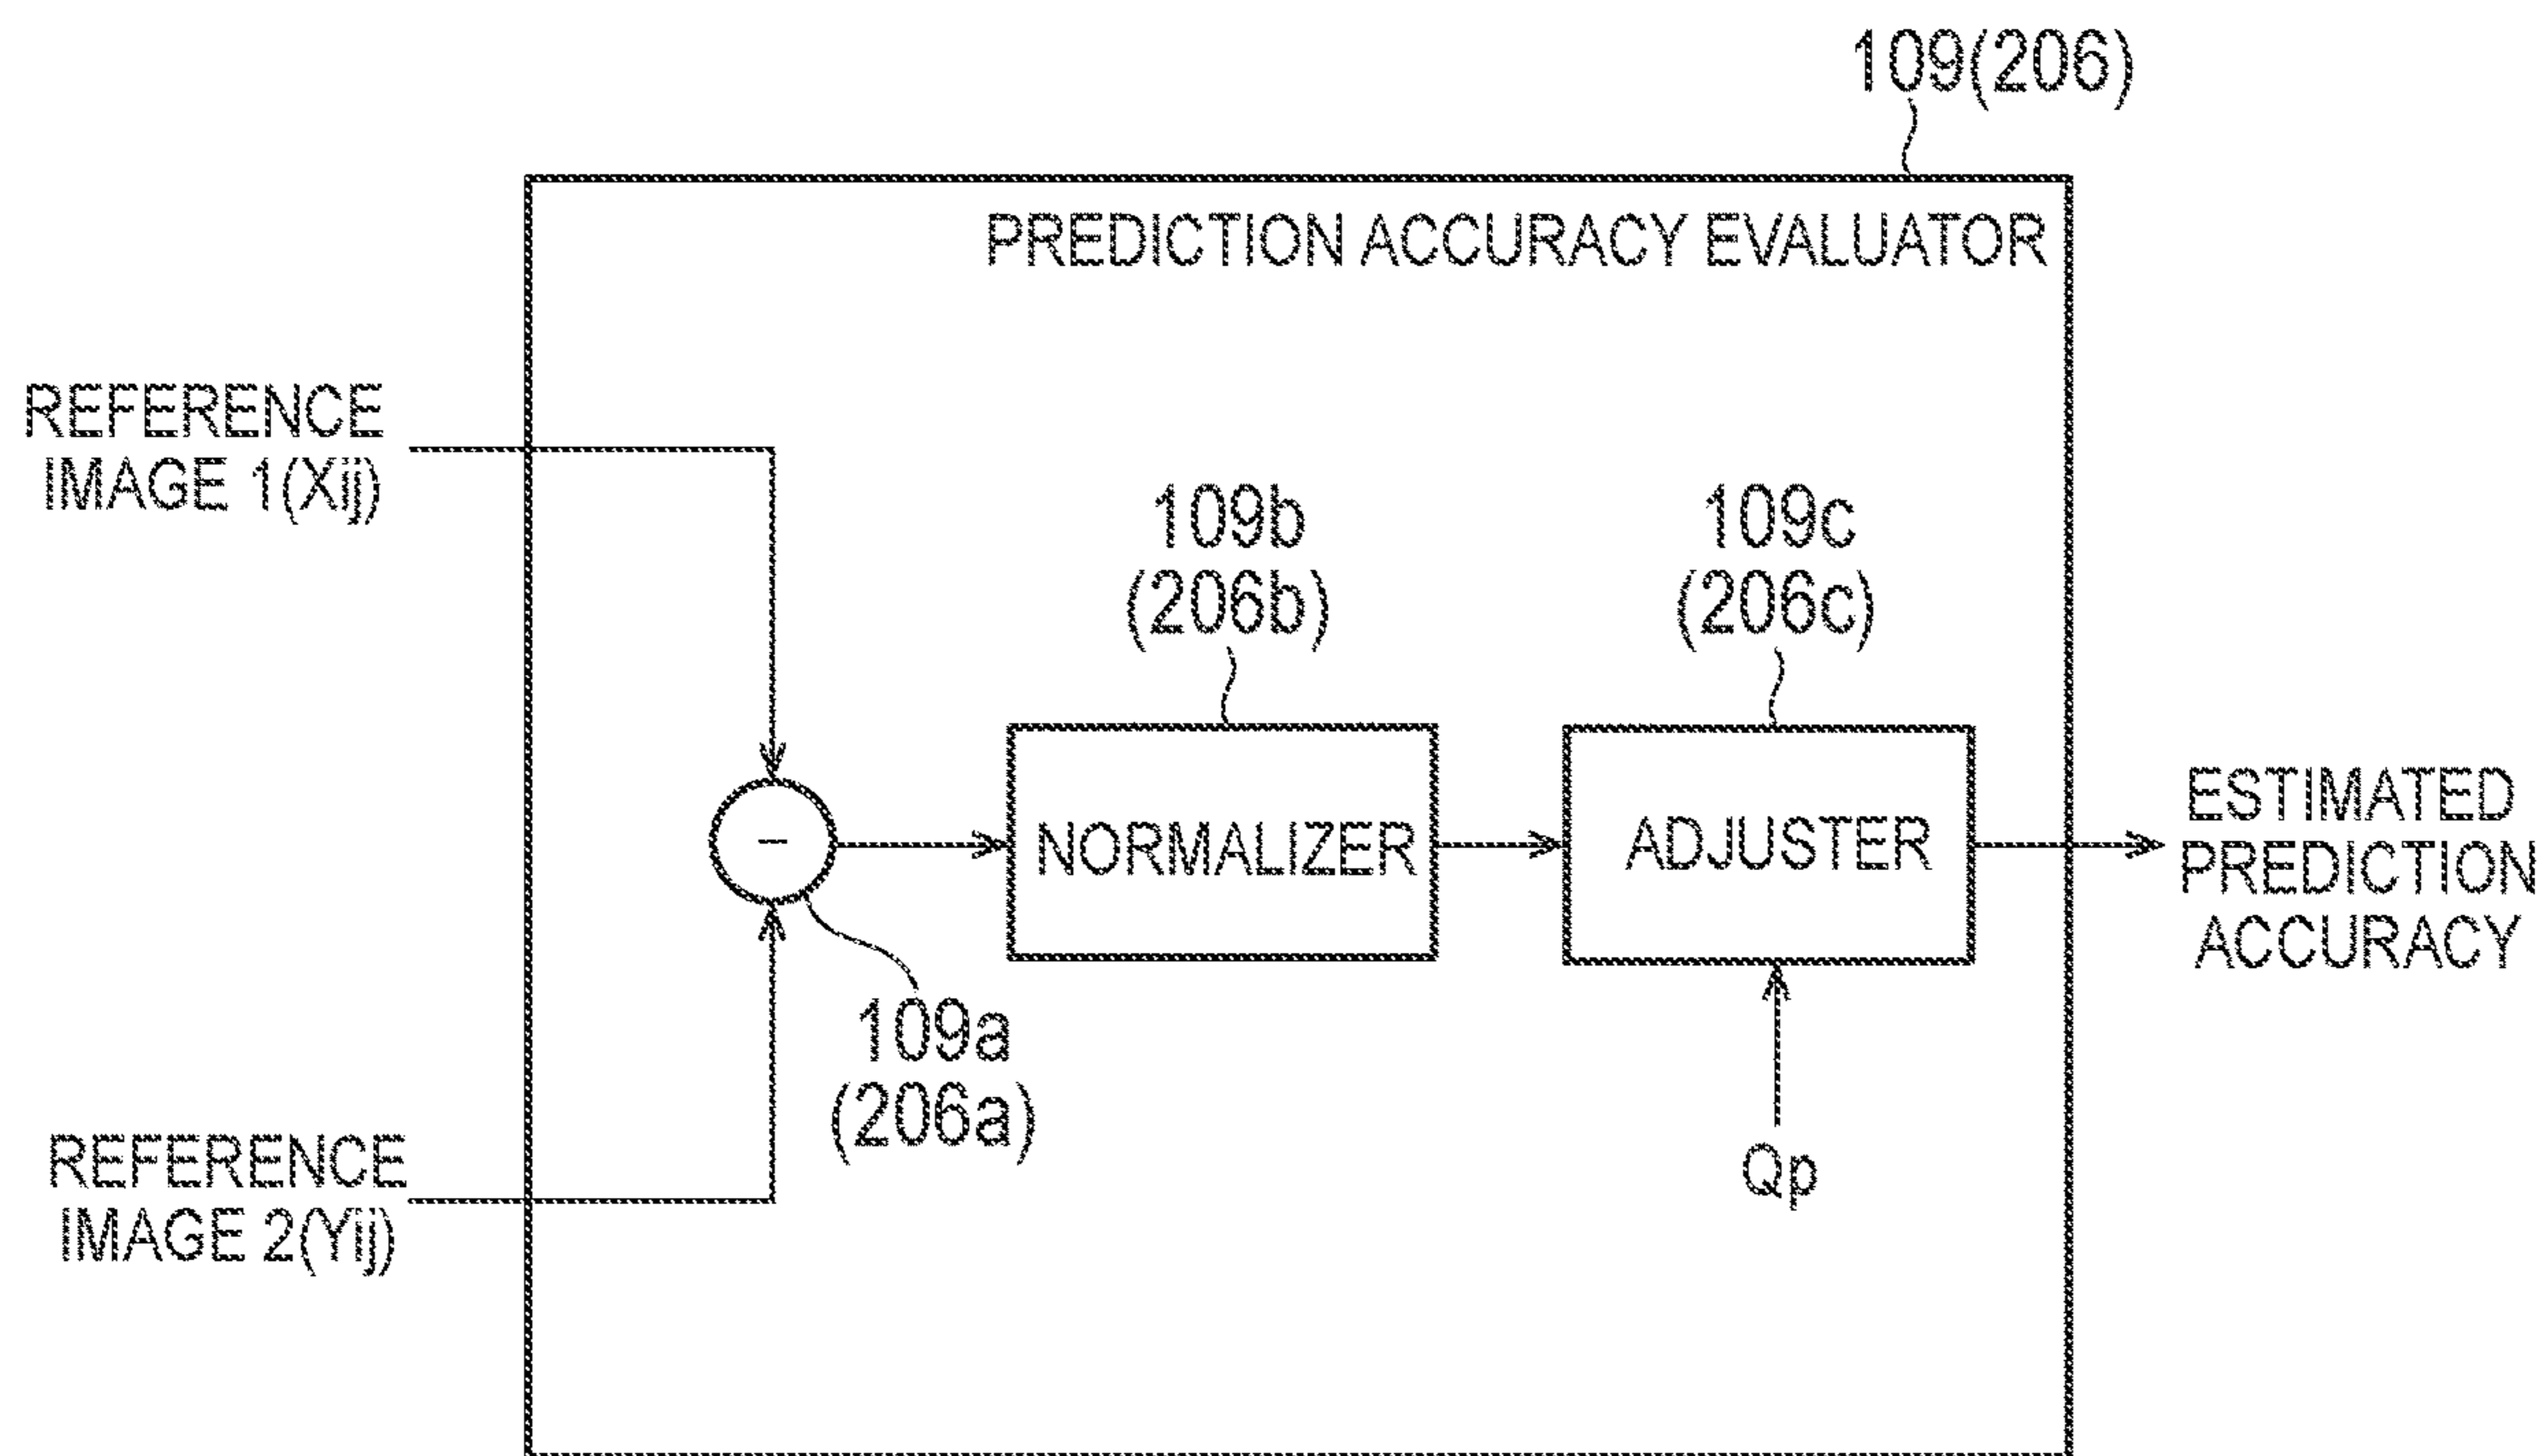 109(206)
PREDICTION ACCURACY EVALUATOR
REFERENCE
IMAGE 1(Xij)
109b
(206b)
109c
(206c)
−
NORMALIZER
ADJUSTER
ESTIMATED
PREDICTION
ACCURACY
109a
(206a)
REFERENCE
IMAGE 2(Yij)
Qp